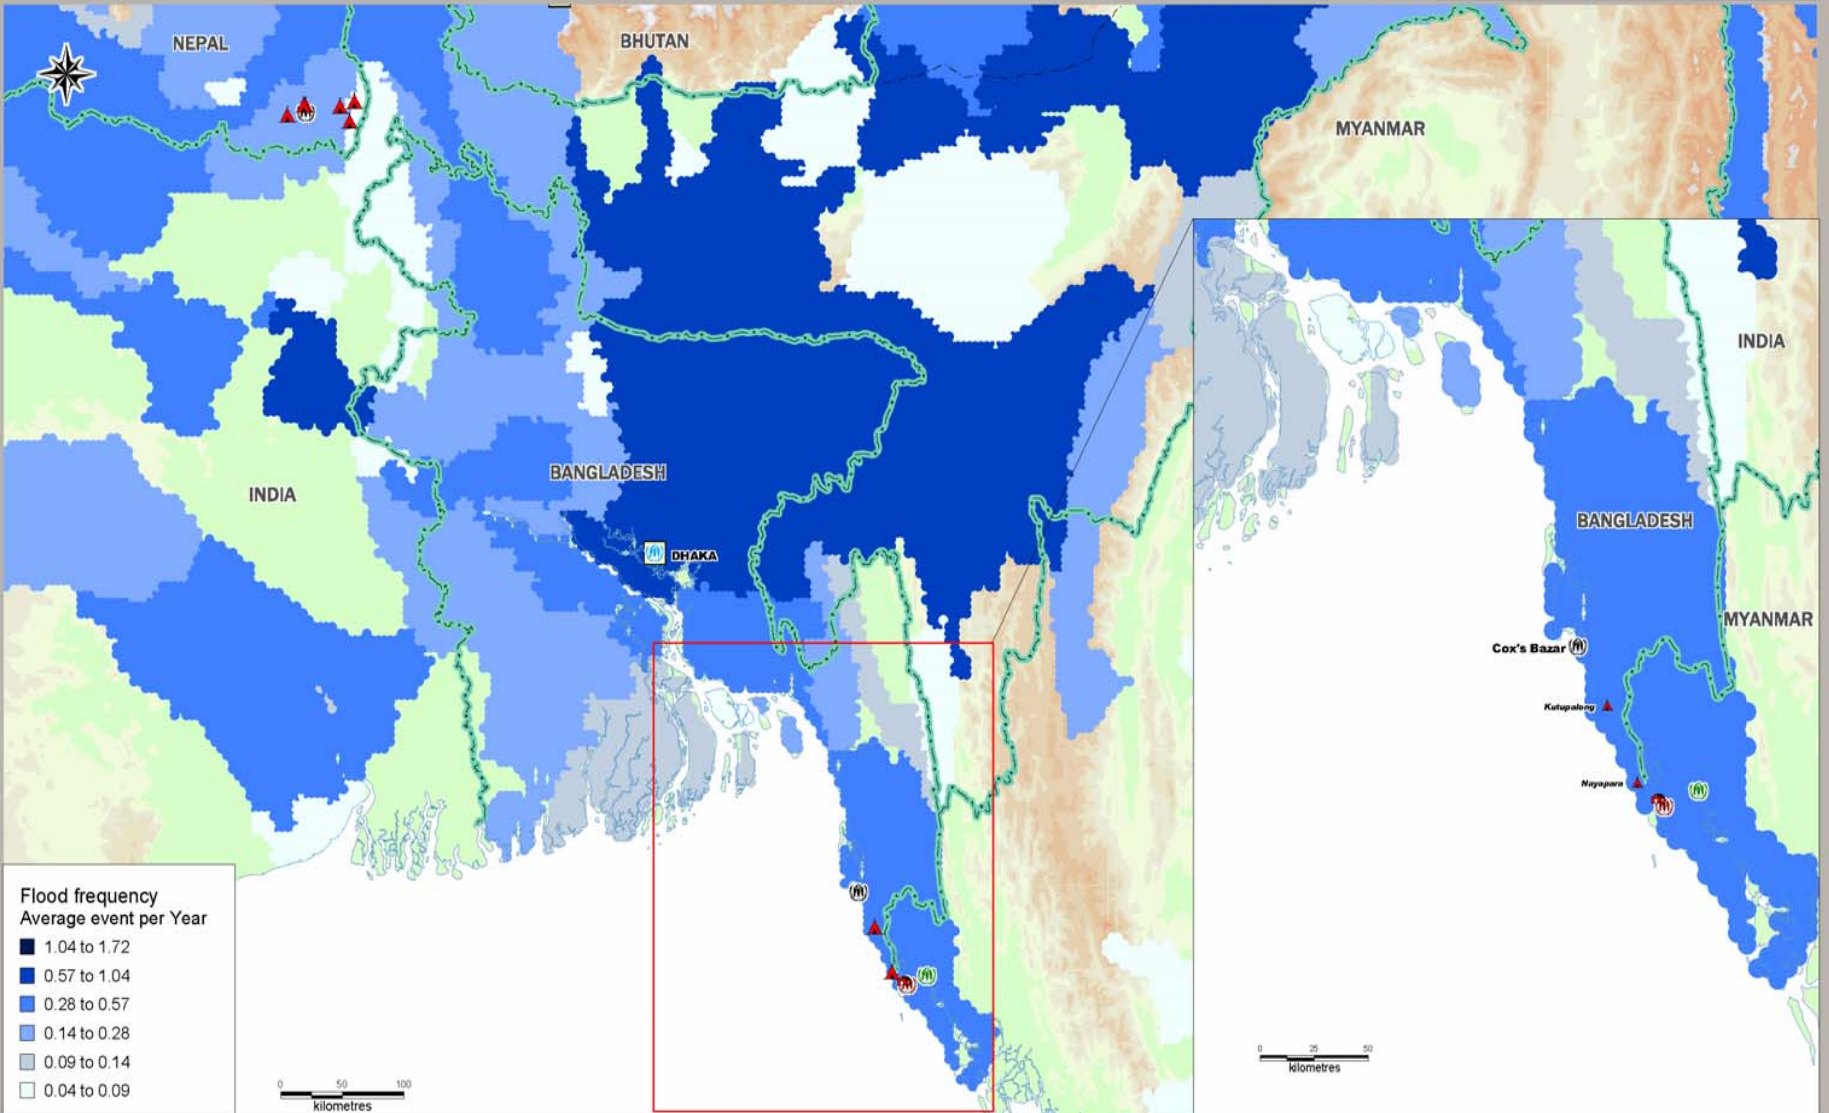 NEPAL
BHUTAN
MYANMAR
INDIA
BANGLADESH
INDIA
BANGLADESH
DHAKA
MYANMAR
Cox's Bazar
Kutupalong
Nayapara
Flood frequency
Average event per Year
1.04 to 1.72
0.57 to 1.04
0.28 to 0.57
0.14 to 0.28
0.09 to 0.14
0.04 to 0.09
0 50 100
kilometres
0 25 50
kilometres